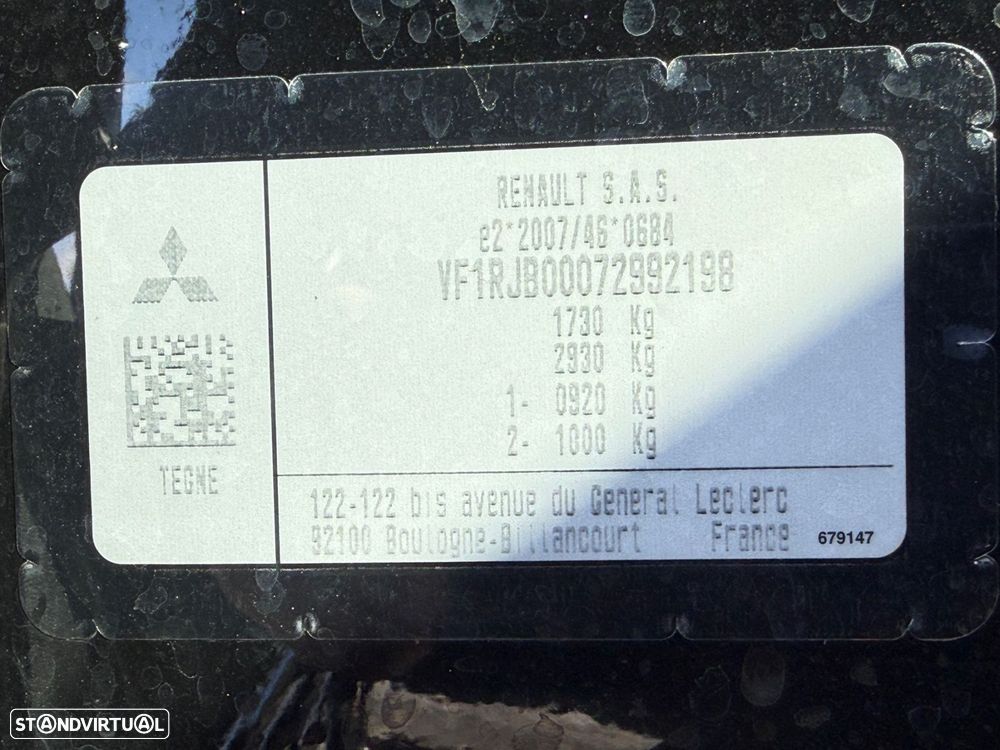 RENAULT S.A.S.
e2*2007/46*0684
VF1RJB00072992198
1730 Kg
2930 Kg
1- 0920 Kg
2- 1000 Kg
TEGNE
122-122 bis avenue du General Leclerc
92100 Boulogne-Billancourt France
679147
STANDVIRTUAL